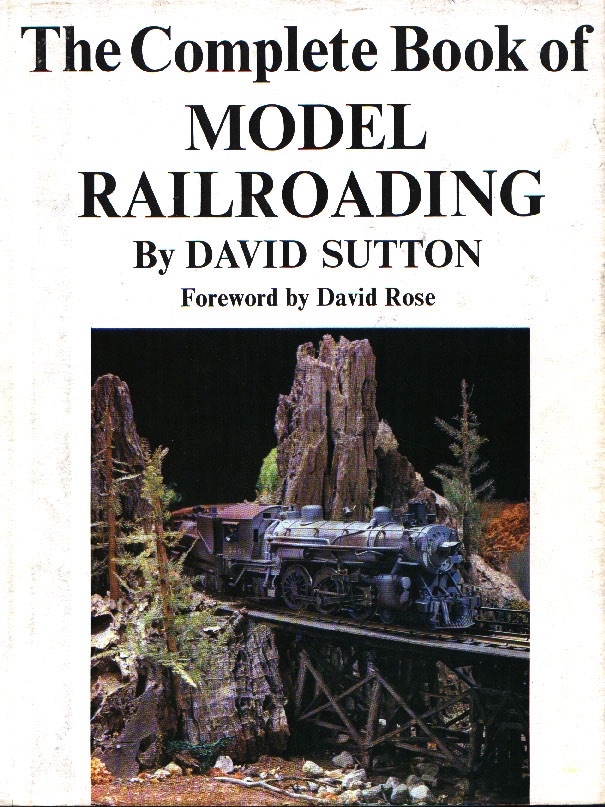 The Complete Book of
MODEL
RAILROADING
By DAVID SUTTON
Foreword by David Rose